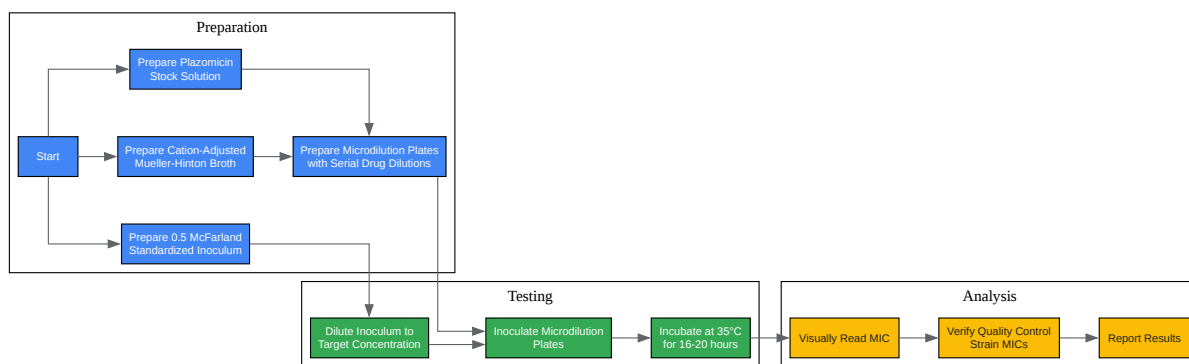 Preparation
Prepare Plazomicin
Stock Solution
Start
Prepare Cation-Adjusted
Mueller-Hinton Broth
Prepare Microdilution Plates
with Serial Drug Dilutions
Prepare 0.5 McFarland
Standardized Inoculum
Testing
Dilute Inoculum to
Target Concentration
Inoculate Microdilution
Plates
Incubate at 35°C
for 16-20 hours
Analysis
Visually Read MIC
Verify Quality Control
Strain MICs
Report Results